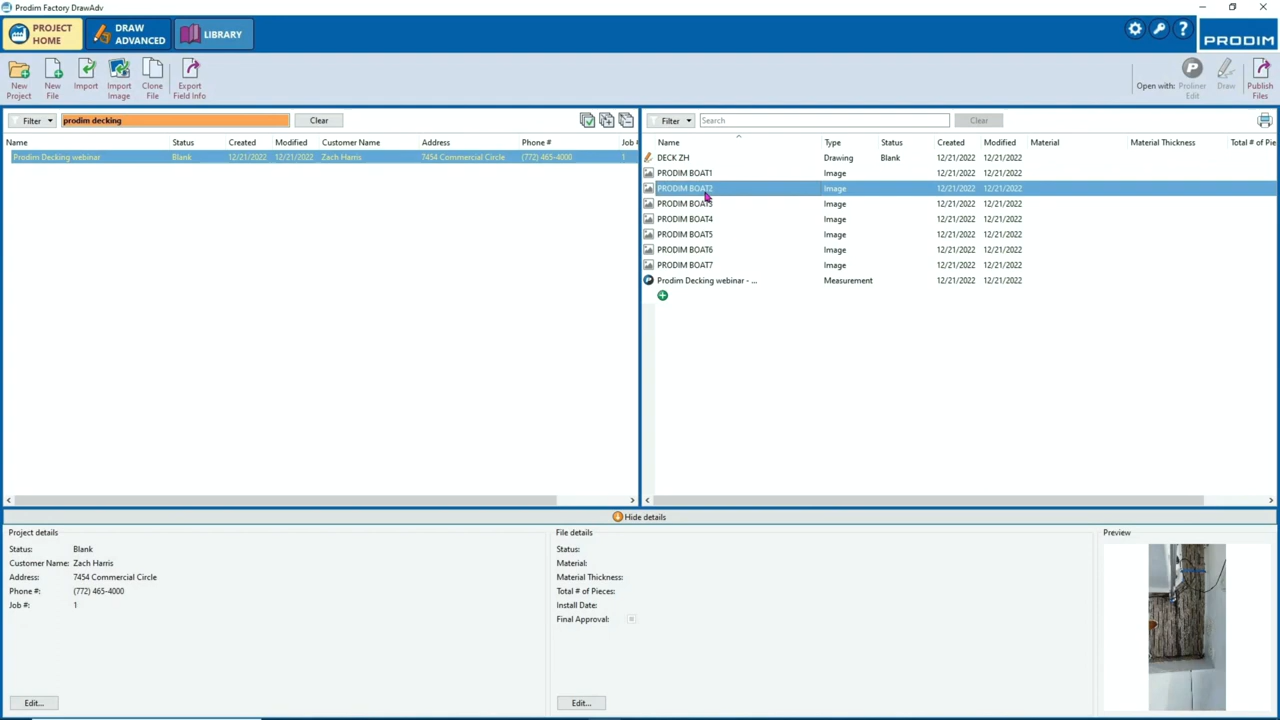 Prodim Factory DrawAdv
PROJECT HOME
DRAW ADVANCED
LIBRARY
PRODIM
New Project
New File
Import
Import Image
Clone File
Export Field Info
Open with:
Proliner Edit
Draw
Publish Files
Filter
prodim decking
Clear
Filter
Search
Clear
Name Status Created Modified Customer Name Address Phone # Job #
Prodim Decking webinar Blank 12/21/2022 12/21/2022 Zach Harris 7454 Commercial Circle (772) 465-4000 1
Name Type Status Created Modified Material Material Thickness Total # of Pie
DECK ZH Drawing Blank 12/21/2022 12/21/2022
PRODIM BOAT1 Image 12/21/2022 12/21/2022
PRODIM BOAT2 Image 12/21/2022 12/21/2022
PRODIM BOAT3 Image 12/21/2022 12/21/2022
PRODIM BOAT4 Image 12/21/2022 12/21/2022
PRODIM BOAT5 Image 12/21/2022 12/21/2022
PRODIM BOAT6 Image 12/21/2022 12/21/2022
PRODIM BOAT7 Image 12/21/2022 12/21/2022
Prodim Decking webinar - ... Measurement 12/21/2022 12/21/2022
Hide details
Project details
Status: Blank
Customer Name: Zach Harris
Address: 7454 Commercial Circle
Phone #: (772) 465-4000
Job #: 1
Edit...
File details
Status:
Material:
Material Thickness:
Total # of Pieces:
Install Date:
Final Approval:
Edit...
Preview